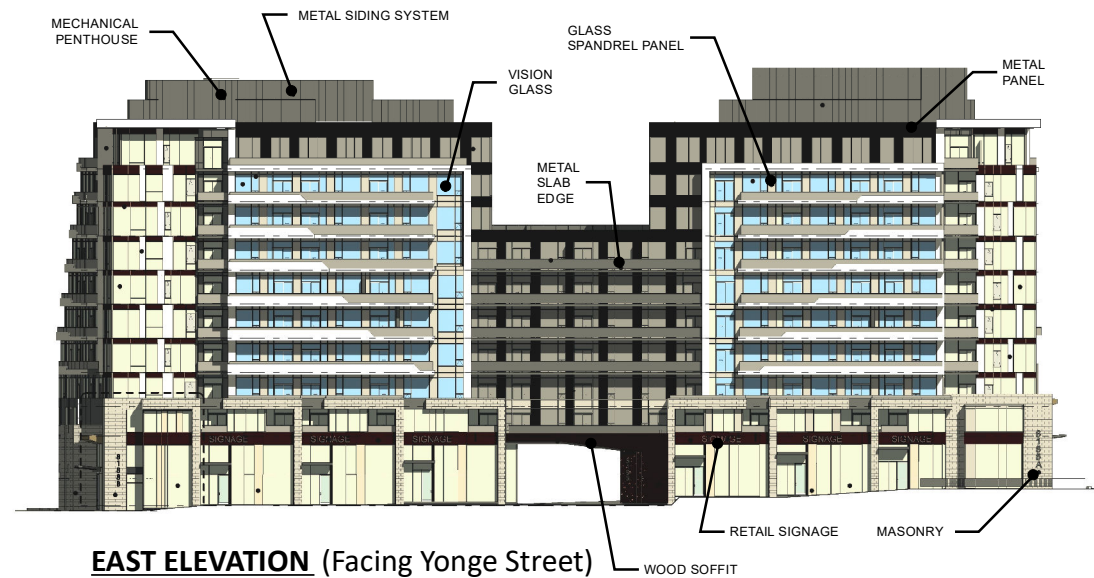 MECHANICAL
PENTHOUSE
METAL SIDING SYSTEM
VISION
GLASS
GLASS
SPANDREL PANEL
METAL
PANEL
METAL
SLAB
EDGE
SIGNAGE
SIGNAGE
SIGNAGE
SIGNAGE
SIGNAGE
SIGNAGE
RETAIL SIGNAGE
MASONRY
WOOD SOFFIT
EAST ELEVATION (Facing Yonge Street)